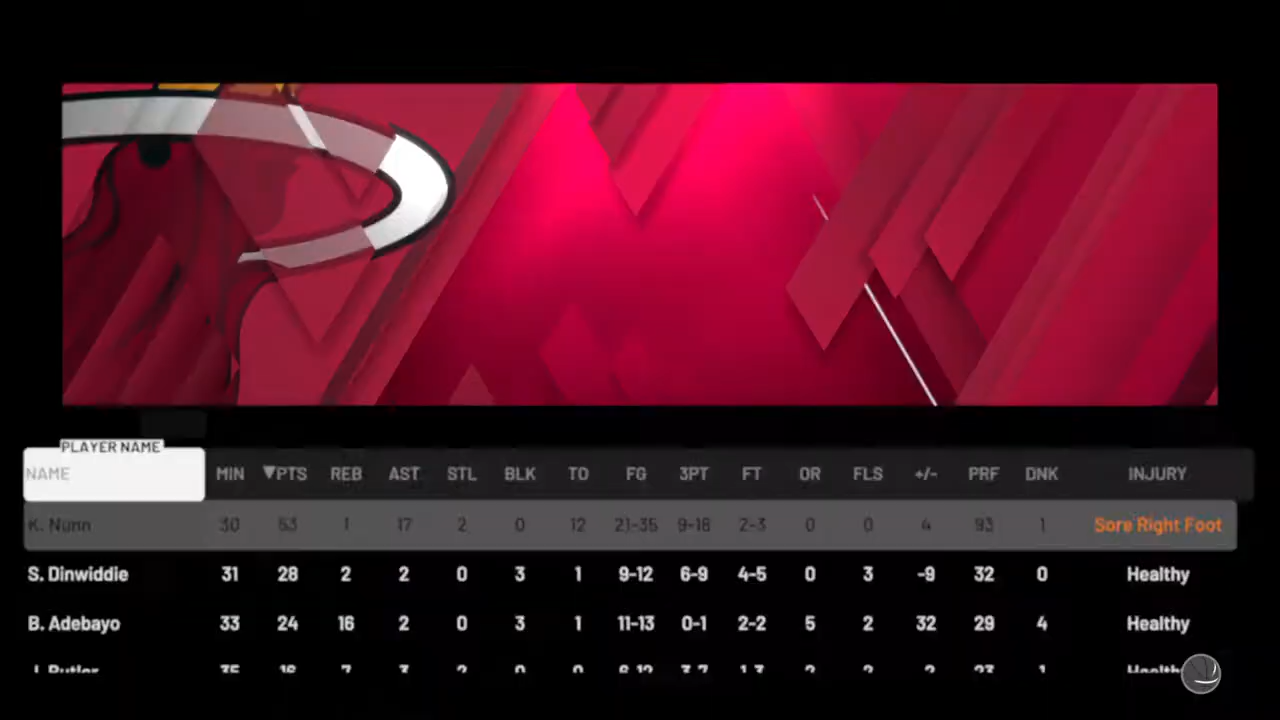 PLAYER NAME
NAME MIN ▼PTS REB AST STL BLK TO FG 3PT FT OR FLS +/- PRF DNK INJURY
K. Nunn 30 53 1 17 2 0 12 21-35 9-18 2-3 0 0 4 93 1 Sore Right Foot
S. Dinwiddie 31 28 2 2 0 3 1 9-12 6-9 4-5 0 3 -9 32 0 Healthy
B. Adebayo 33 24 16 2 0 3 1 11-13 0-1 2-2 5 2 32 29 4 Healthy